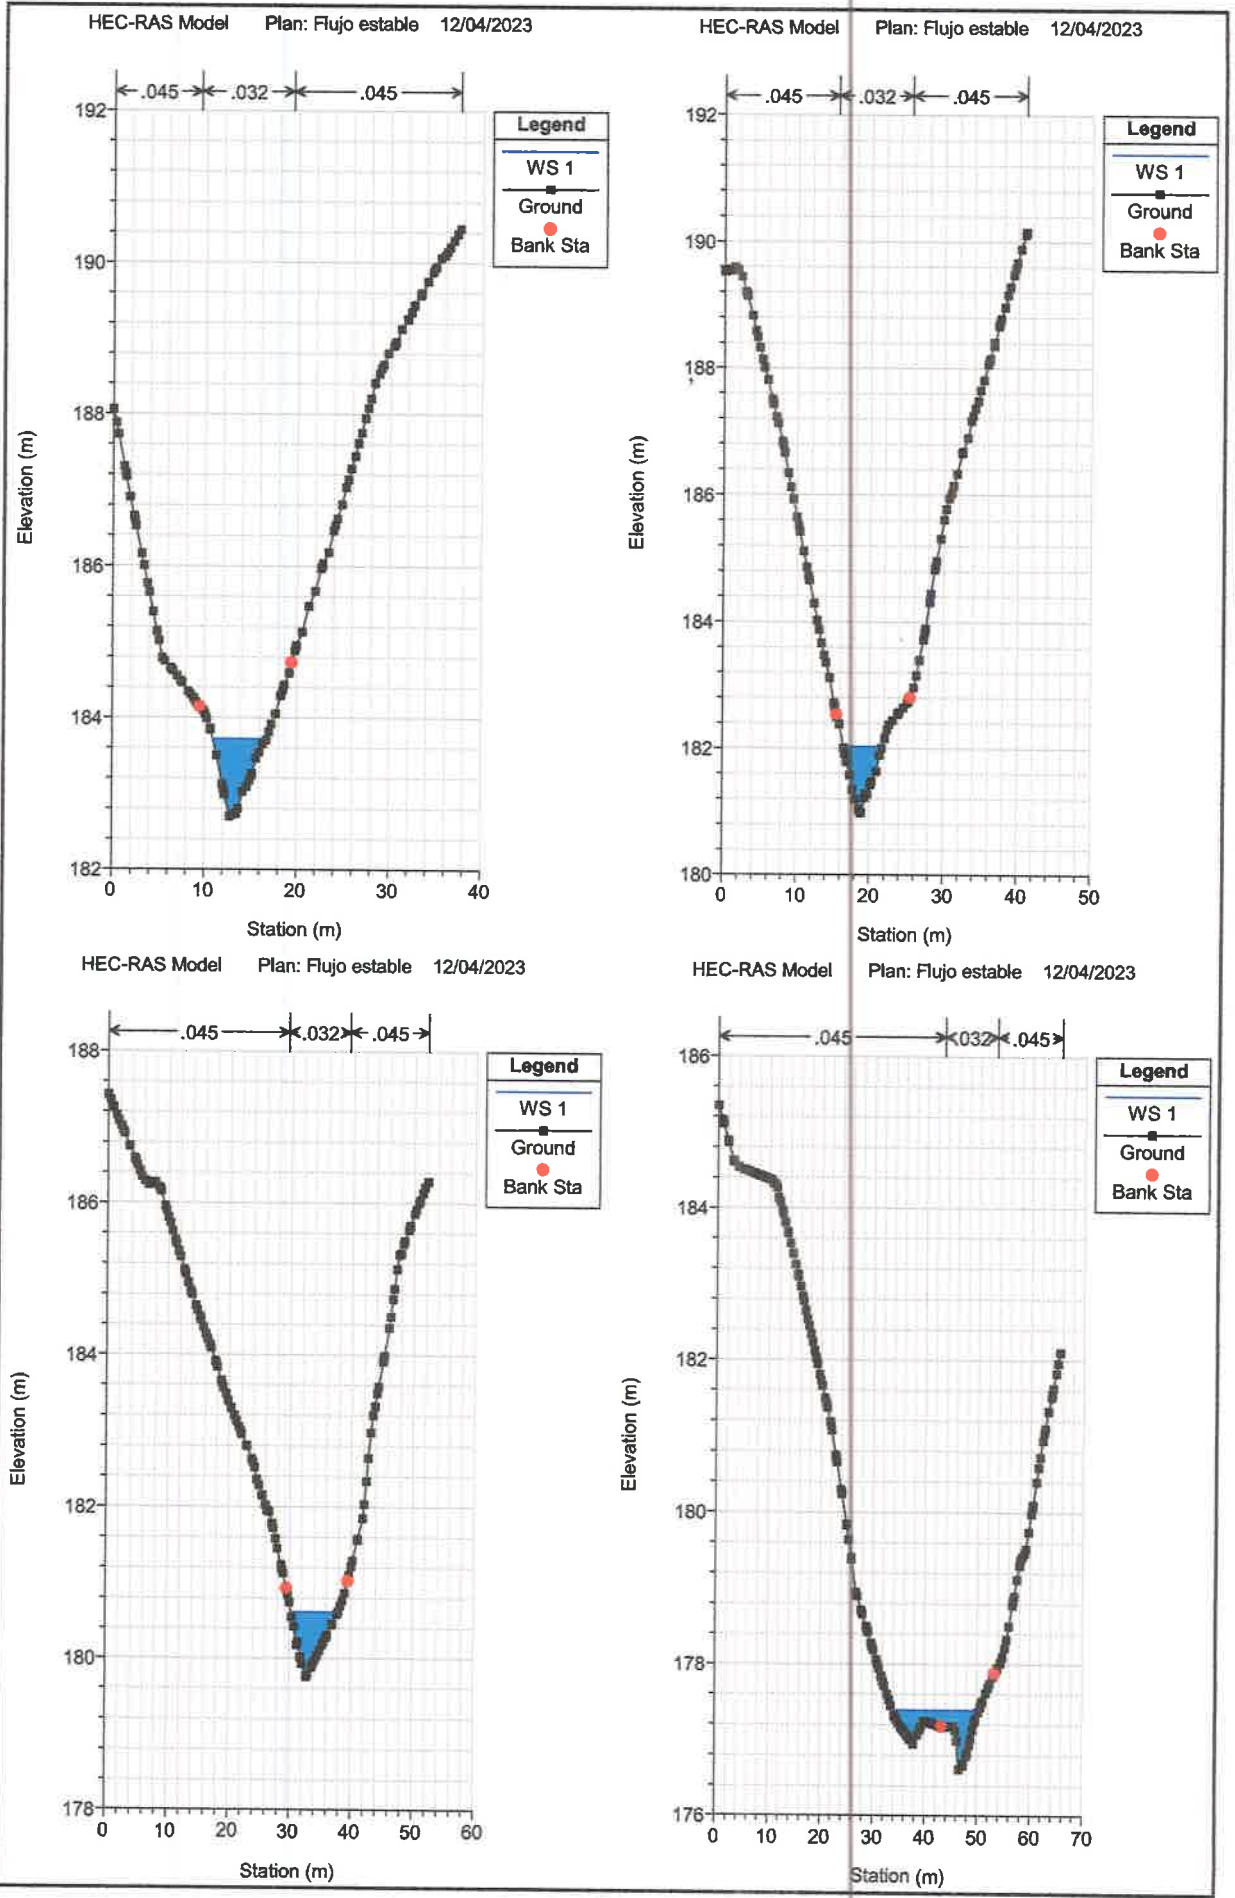 HEC-RAS Model Plan: Flujo estable 12/04/2023
.045 .032 .045
Legend
WS 1
Ground
Bank Sta
192
190
188
186
184
182
0 10 20 30 40
Elevation (m)
Station (m)
HEC-RAS Model Plan: Flujo estable 12/04/2023
.045 .032 .045
Legend
WS 1
Ground
Bank Sta
192
190
188
186
184
182
180
0 10 20 30 40 50
Elevation (m)
Station (m)
HEC-RAS Model Plan: Flujo estable 12/04/2023
.045 .032 .045
Legend
WS 1
Ground
Bank Sta
188
186
184
182
180
178
0 10 20 30 40 50 60
Elevation (m)
Station (m)
HEC-RAS Model Plan: Flujo estable 12/04/2023
.045 .032 .045
Legend
WS 1
Ground
Bank Sta
186
184
182
180
178
176
0 10 20 30 40 50 60 70
Elevation (m)
Station (m)